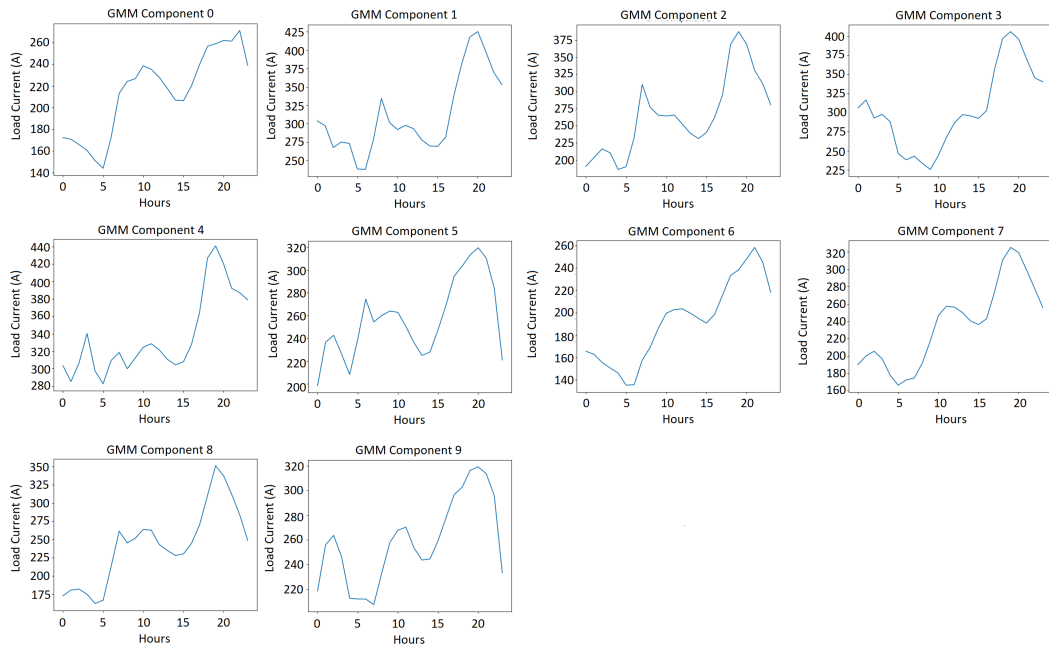 GMM Component 0
Load Current (A)
260
240
220
200
180
160
140
0 5 10 15 20
Hours
GMM Component 1
Load Current (A)
425
400
375
350
325
300
275
250
0 5 10 15 20
Hours
GMM Component 2
Load Current (A)
375
350
325
300
275
250
225
200
0 5 10 15 20
Hours
GMM Component 3
Load Current (A)
400
375
350
325
300
275
250
225
0 5 10 15 20
Hours
GMM Component 4
Load Current (A)
440
420
400
380
360
340
320
300
280
0 5 10 15 20
Hours
GMM Component 5
Load Current (A)
320
300
280
260
240
220
200
0 5 10 15 20
Hours
GMM Component 6
Load Current (A)
260
240
220
200
180
160
140
0 5 10 15 20
Hours
GMM Component 7
Load Current (A)
320
300
280
260
240
220
200
180
160
0 5 10 15 20
Hours
GMM Component 8
Load Current (A)
350
325
300
275
250
225
200
175
0 5 10 15 20
Hours
GMM Component 9
Load Current (A)
320
300
280
260
240
220
0 5 10 15 20
Hours